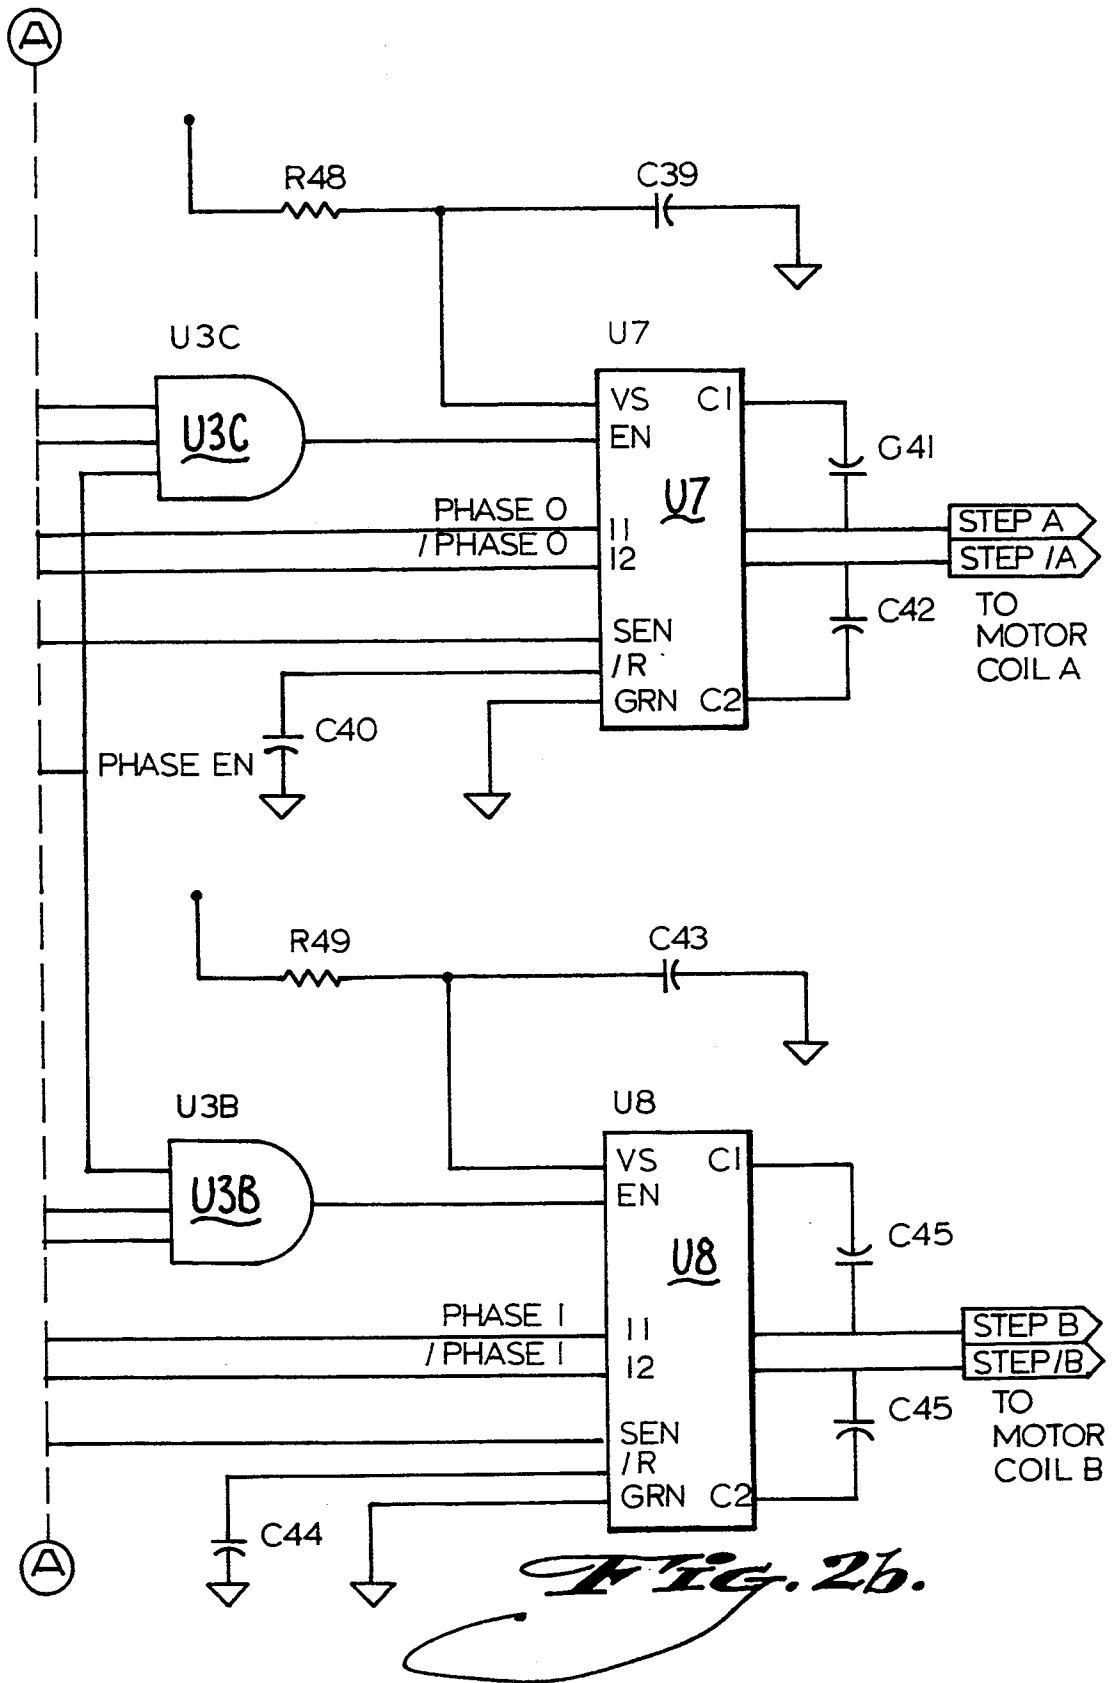 A
R48
C39
U3C
U7
U3C
VS
C1
EN
G41
U7
PHASE 0
I1
STEP A
/PHASE 0
I2
STEP /A
C42
TO
MOTOR
COIL A
SEN
/R
GRN
C2
C40
PHASE EN
R49
C43
U3B
U8
VS
C1
U3B
EN
C45
U8
PHASE 1
I1
STEP B
/PHASE 1
I2
STEP/B
C45
TO
MOTOR
COIL B
SEN
/R
GRN
C2
C44
A
Fig. 2b.